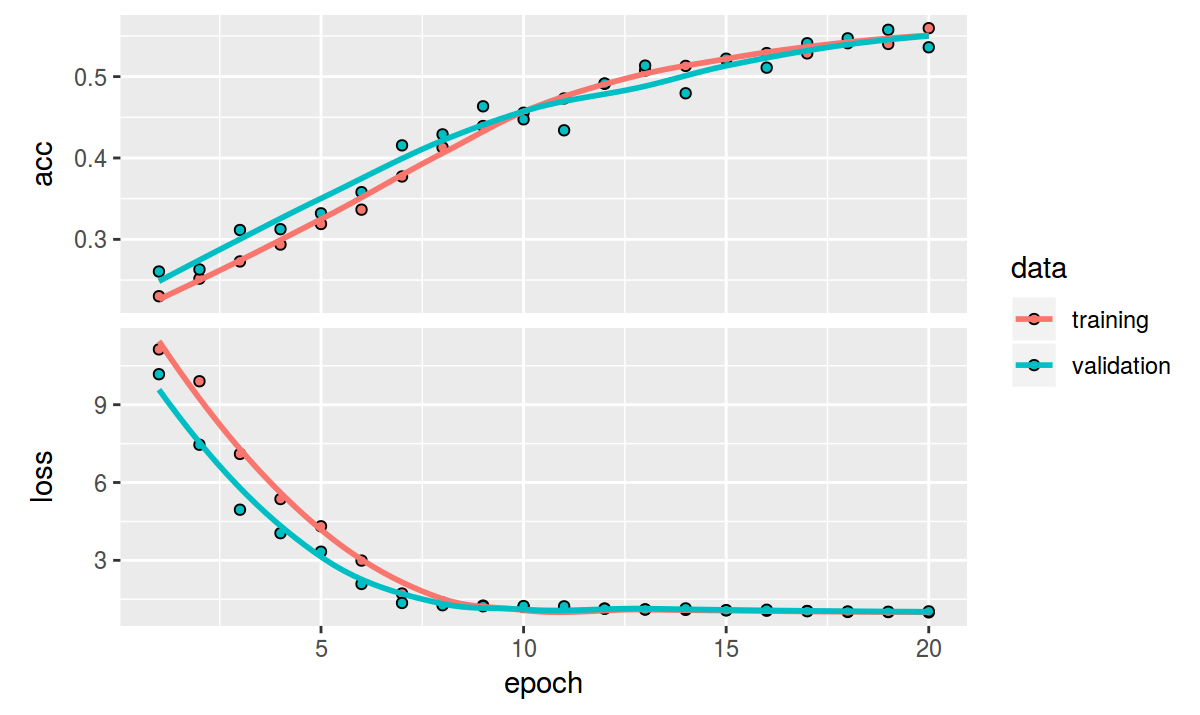 acc
0.5
0.4
0.3
loss
9
6
3
5 10 15 20
epoch
data
training
validation